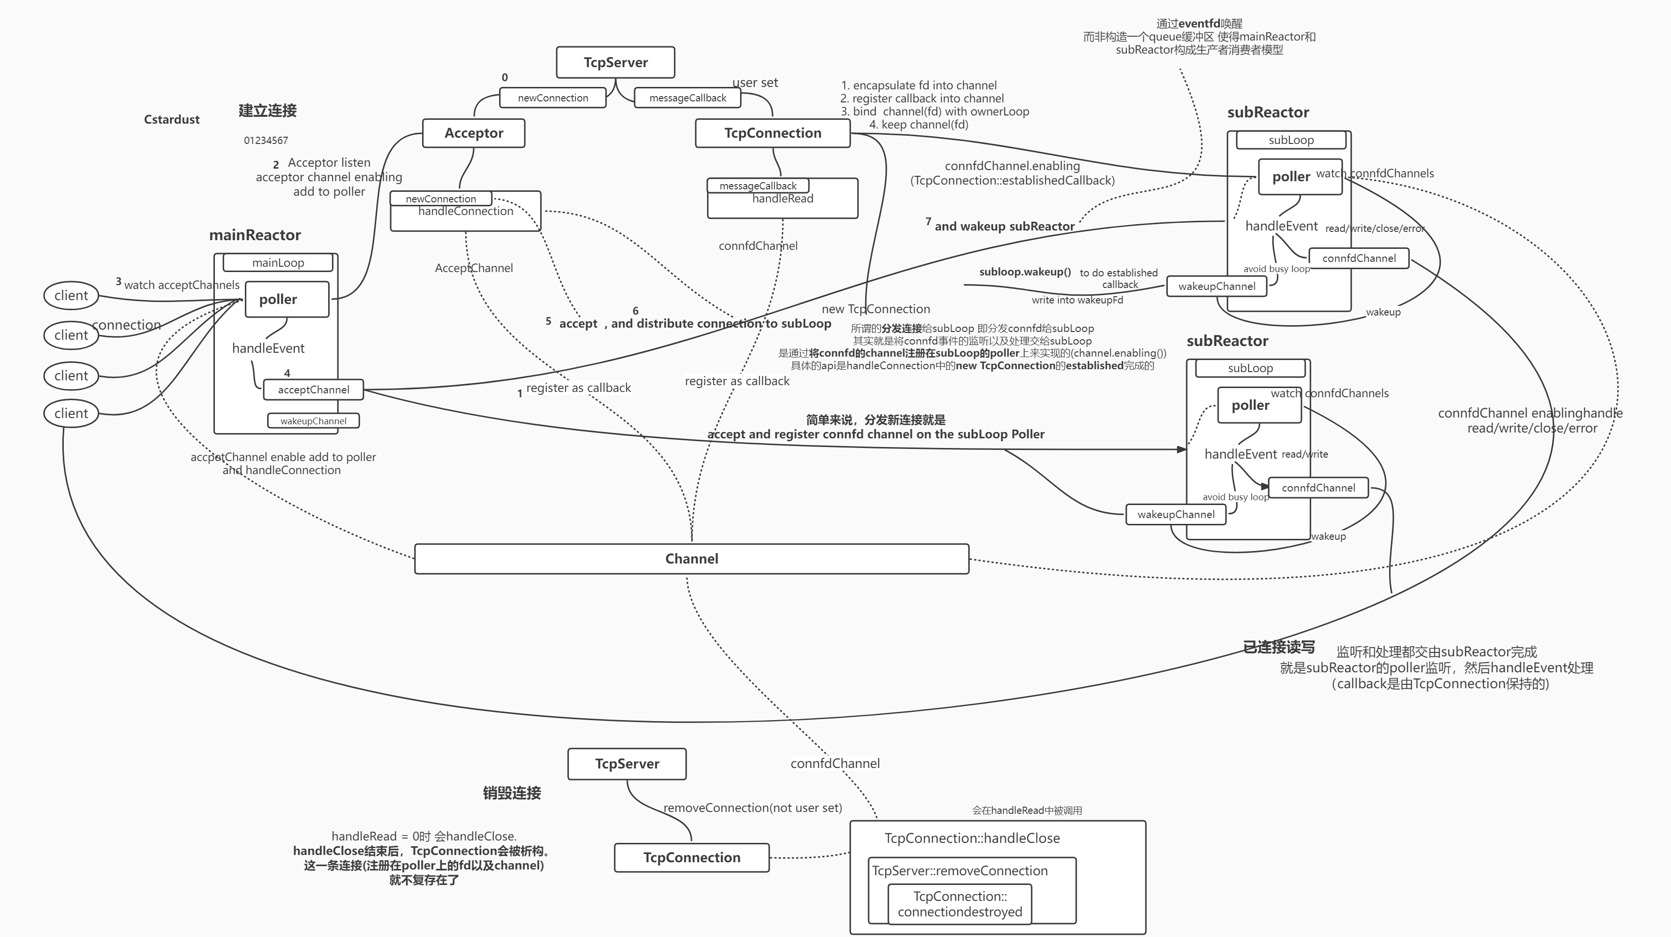 通过eventfd唤醒
而非构造一个queue缓冲区 使得mainReactor和
subReactor构成生产者消费者模型
TcpServer
0
newConnection
messageCallback
user set
建立连接
Cstardust
01234567
Acceptor
TcpConnection
1. encapsulate fd into channel
2. register callback into channel
3. bind channel(fd) with ownerLoop
4. keep channel(fd)
subReactor
subLoop
poller
watch connfdChannels
handleEvent
read/write/close/error
connfdChannel
avoid busy loop
wakeupChannel
wakeup
2
Acceptor listen
acceptor channel enabling
add to poller
newConnection
handleConnection
messageCallback
handleRead
connfdChannel.enabling
(TcpConnection::establishedCallback)
7
and wakeup subReactor
AcceptChannel
connfdChannel
subloop.wakeup()
to do established
callback
write into wakeupFd
mainReactor
mainLoop
poller
3
watch acceptChannels
client
client
client
client
connection
handleEvent
4
acceptChannel
wakeupChannel
accpetChannel enable add to poller
and handleConnection
new TcpConnection
5
accept
6
, and distribute connection to subLoop
所谓的分发连接给subLoop 即分发connfd给subLoop
其实就是将connfd事件的监听以及处理交给subLoop
是通过将connfd的channel注册在subLoop的poller上来实现的(channel.enabling())
具体的api是handleConnection中的new TcpConnection的established完成的
1
register as callback
register as callback
简单来说，分发新连接就是
accept and register connfd channel on the subLoop Poller
subReactor
subLoop
poller
watch connfdChannels
handleEvent
read/write
connfdChannel
avoid busy loop
wakeupChannel
wakeup
connfdChannel enablinghandle
read/write/close/error
Channel
已连接读写
监听和处理都交由subReactor完成
就是subReactor的poller监听，然后handleEvent处理
（callback是由TcpConnection保持的)
connfdChannel
TcpServer
销毁连接
removeConnection(not user set)
handleRead = 0时 会handleClose.
handleClose结束后，TcpConnection会被析构。
这一条连接(注册在poller上的fd以及channel)
就不复存在了
TcpConnection
会在handleRead中被调用
TcpConnection::handleClose
TcpServer::removeConnection
TcpConnection::
connectiondestroyed